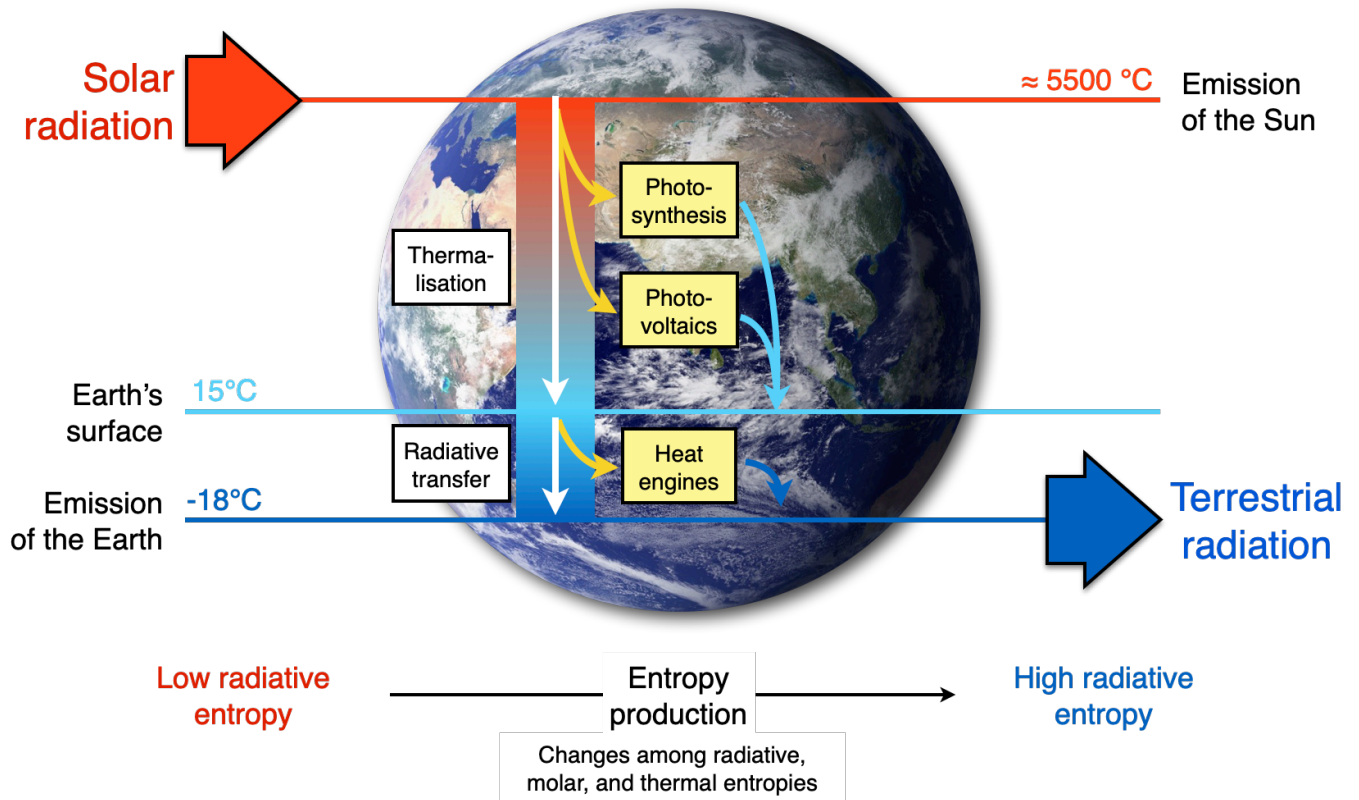 Solar
radiation
≈ 5500 °C
Emission
of the Sun
Photo-
synthesis
Therma-
lisation
Photo-
voltaics
Earth’s
surface
15°C
Radiative
transfer
Heat
engines
Emission
of the Earth
-18°C
Terrestrial
radiation
Low radiative
entropy
Entropy
production
High radiative
entropy
Changes among radiative,
molar, and thermal entropies